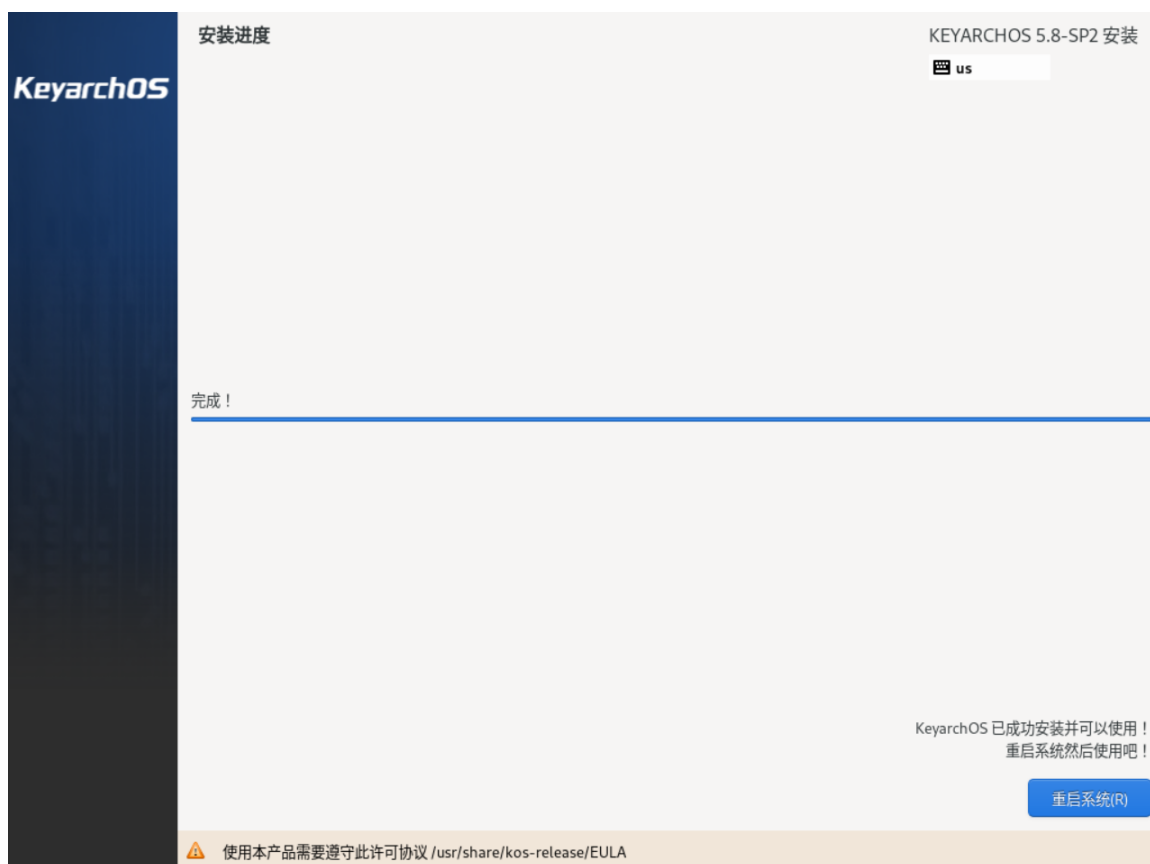 KeyarchOS
安装进度
KEYARCHOS 5.8-SP2 安装
us
完成！
KeyarchOS 已成功安装并可以使用！
重启系统然后使用吧！
重启系统(R)
使用本产品需要遵守此许可协议 /usr/share/kos-release/EULA